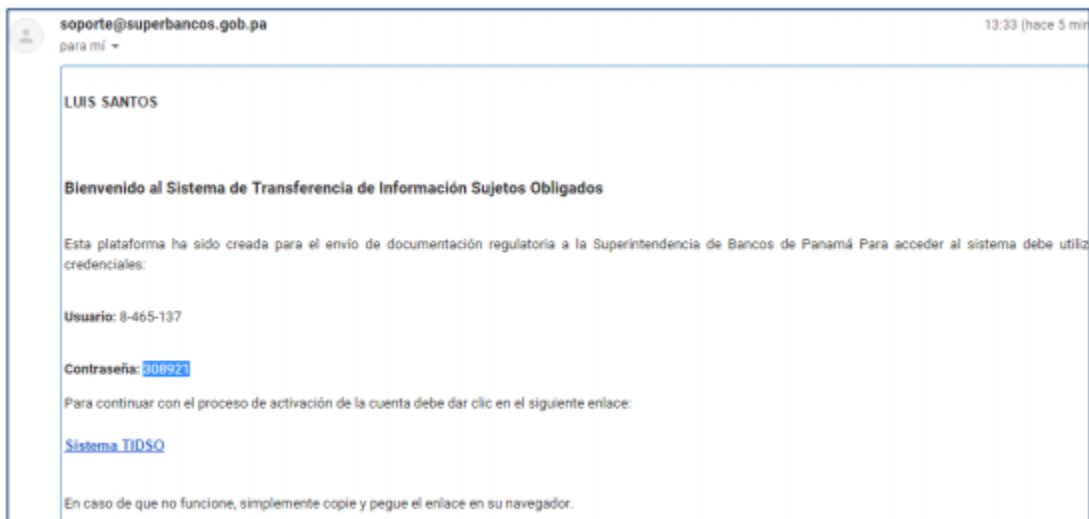 soporte@superbancos.gob.pa
13:33 (hace 5 min
para mí
LUIS SANTOS
Bienvenido al Sistema de Transferencia de Información Sujetos Obligados
Esta plataforma ha sido creada para el envío de documentación regulatoria a la Superintendencia de Bancos de Panamá Para acceder al sistema debe utiliz
credenciales:
Usuario: 8-465-137
Contraseña: 308921
Para continuar con el proceso de activación de la cuenta debe dar clic en el siguiente enlace:
Sistema TIDSO
En caso de que no funcione, simplemente copie y pegue el enlace en su navegador.